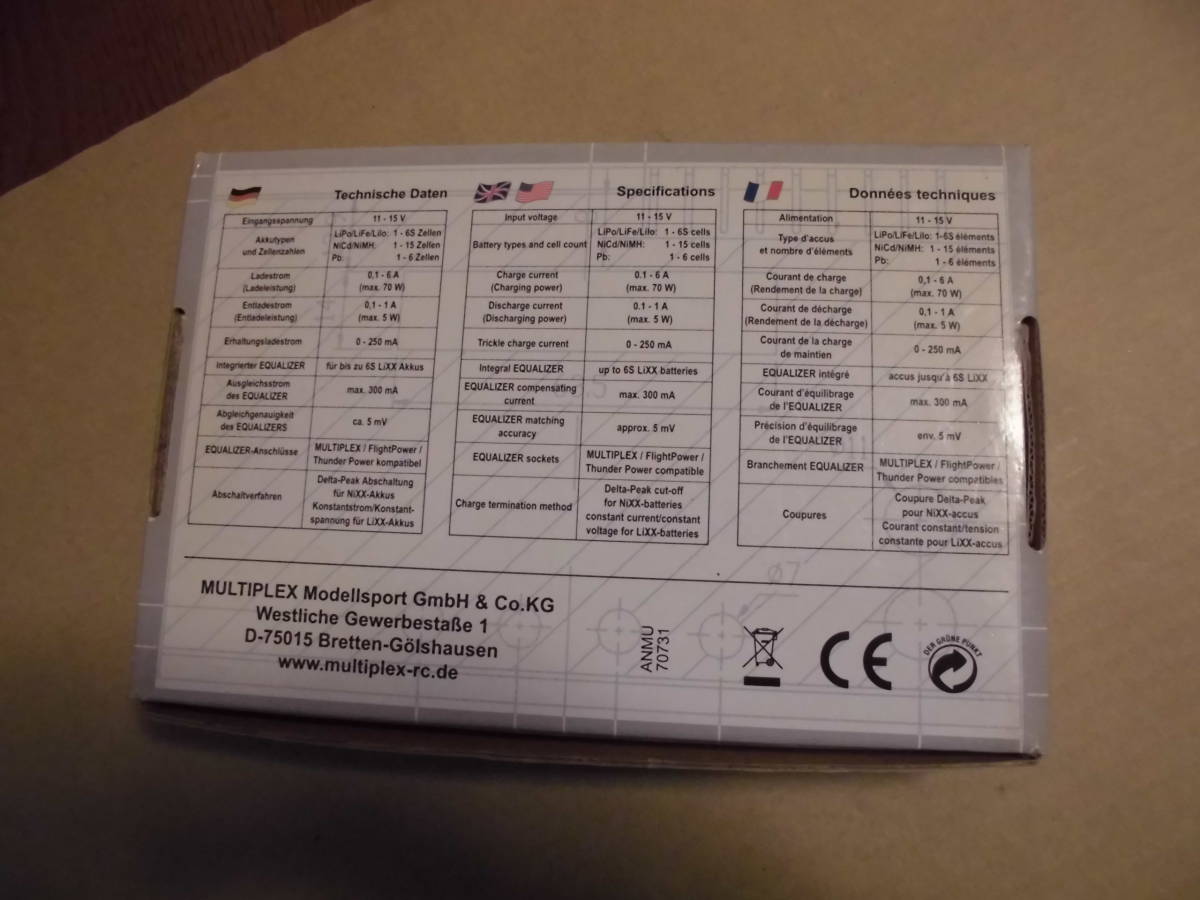 Technische Daten
Eingangsspannung 11 - 15 V
Akkutypen
und Zellenzahlen
LiPo/LiFe/LiIo: 1 - 6S Zellen
NiCd/NiMH: 1 - 15 Zellen
Pb: 1 - 6 Zellen
Ladestrom
(Ladeleistung)
0,1 - 6 A
(max. 70 W)
Entladestrom
(Entladeleistung)
0,1 - 1 A
(max. 5 W)
Erhaltungsladestrom 0 - 250 mA
Integrierter EQUALIZER für bis zu 6S LiXX Akkus
Ausgleichsstrom
des EQUALIZER
max. 300 mA
Abgleichgenauigkeit
des EQUALIZERS
ca. 5 mV
EQUALIZER-Anschlüsse
MULTIPLEX / FlightPower /
Thunder Power kompatibel
Abschaltverfahren
Delta-Peak Abschaltung
für NiXX-Akkus
Konstantstrom/Konstant-
spannung für LiXX-Akkus
Specifications
Input voltage 11 - 15 V
Battery types and cell count
LiPo/LiFe/LiIo: 1 - 6S cells
NiCd/NiMH: 1 - 15 cells
Pb: 1 - 6 cells
Charge current
(Charging power)
0.1 - 6 A
(max. 70 W)
Discharge current
(Discharging power)
0.1 - 1 A
(max. 5 W)
Trickle charge current 0 - 250 mA
Integral EQUALIZER up to 6S LiXX batteries
EQUALIZER compensating
current
max. 300 mA
EQUALIZER matching
accuracy
approx. 5 mV
EQUALIZER sockets
MULTIPLEX / FlightPower /
Thunder Power compatible
Charge termination method
Delta-Peak cut-off
for NiXX-batteries
constant current/constant
voltage for LiXX-batteries
Données techniques
Alimentation 11 - 15 V
Type d'accus
et nombre d'éléments
LiPo/LiFe/LiIo: 1-6S éléments
NiCd/NiMH: 1 - 15 éléments
Pb: 1 - 6 éléments
Courant de charge
(Rendement de la charge)
0,1 - 6 A
(max. 70 W)
Courant de décharge
(Rendement de la décharge)
0,1 - 1 A
(max. 5 W)
Courant de la charge
de maintien
0 - 250 mA
EQUALIZER intégré accus jusqu'à 6S LiXX
Courant d'équilibrage
de l'EQUALIZER
max. 300 mA
Précision d'équilibrage
de l'EQUALIZER
env. 5 mV
Branchement EQUALIZER
MULTIPLEX / FlightPower /
Thunder Power compatibles
Coupures
Coupure Delta-Peak
pour NiXX-accus
Courant constant/tension
constante pour LiXX-accus
MULTIPLEX Modellsport GmbH & Co.KG
Westliche Gewerbestaße 1
D-75015 Bretten-Gölshausen
www.multiplex-rc.de
ANMU
70731
Ø7
CE
DER GRÜNE PUNKT